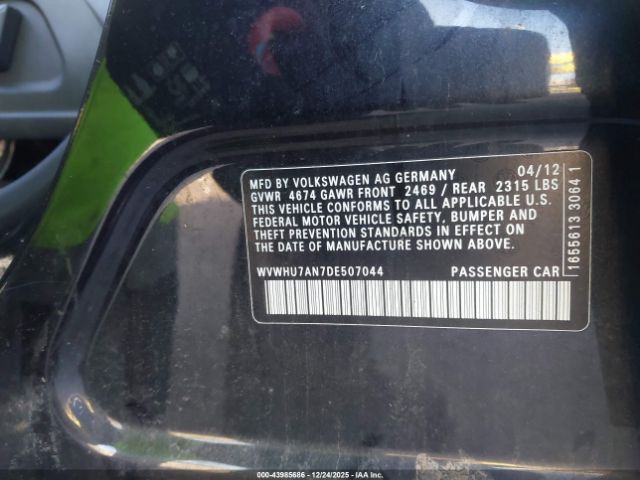 MFD BY VOLKSWAGEN AG GERMANY 04/12
GVWR 4674 GAWR FRONT 2469 / REAR 2315 LBS
THIS VEHICLE CONFORMS TO ALL APPLICABLE U.S.
FEDERAL MOTOR VEHICLE SAFETY, BUMPER AND
THEFT PREVENTION STANDARDS IN EFFECT ON
THE DATE OF MANUFACTURE SHOWN ABOVE.
WVWHU7AN7DE507044 PASSENGER CAR
1655613 3064 1
000-43985686 - 12/24/2025 - IAAI.COM